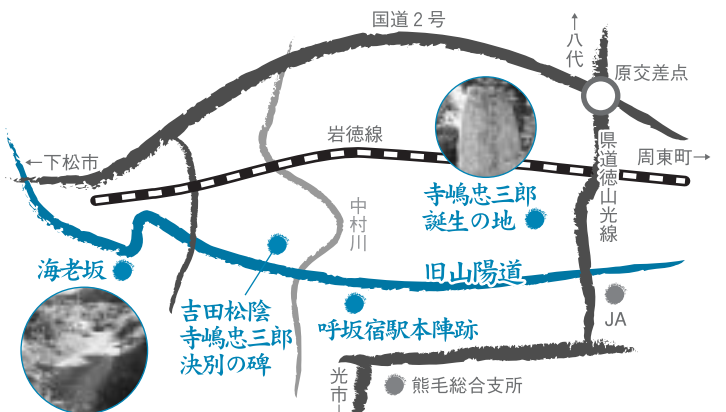 国道2号
↑八代
原交差点
岩徳線
←下松市
県道徳山光線
周東町→
寺嶋忠三郎
誕生の地
中村川
海老坂
旧山陽道
吉田松陰
寺嶋忠三郎
決別の碑
呼坂宿駅本陣跡
JA
光市↓
熊毛総合支所